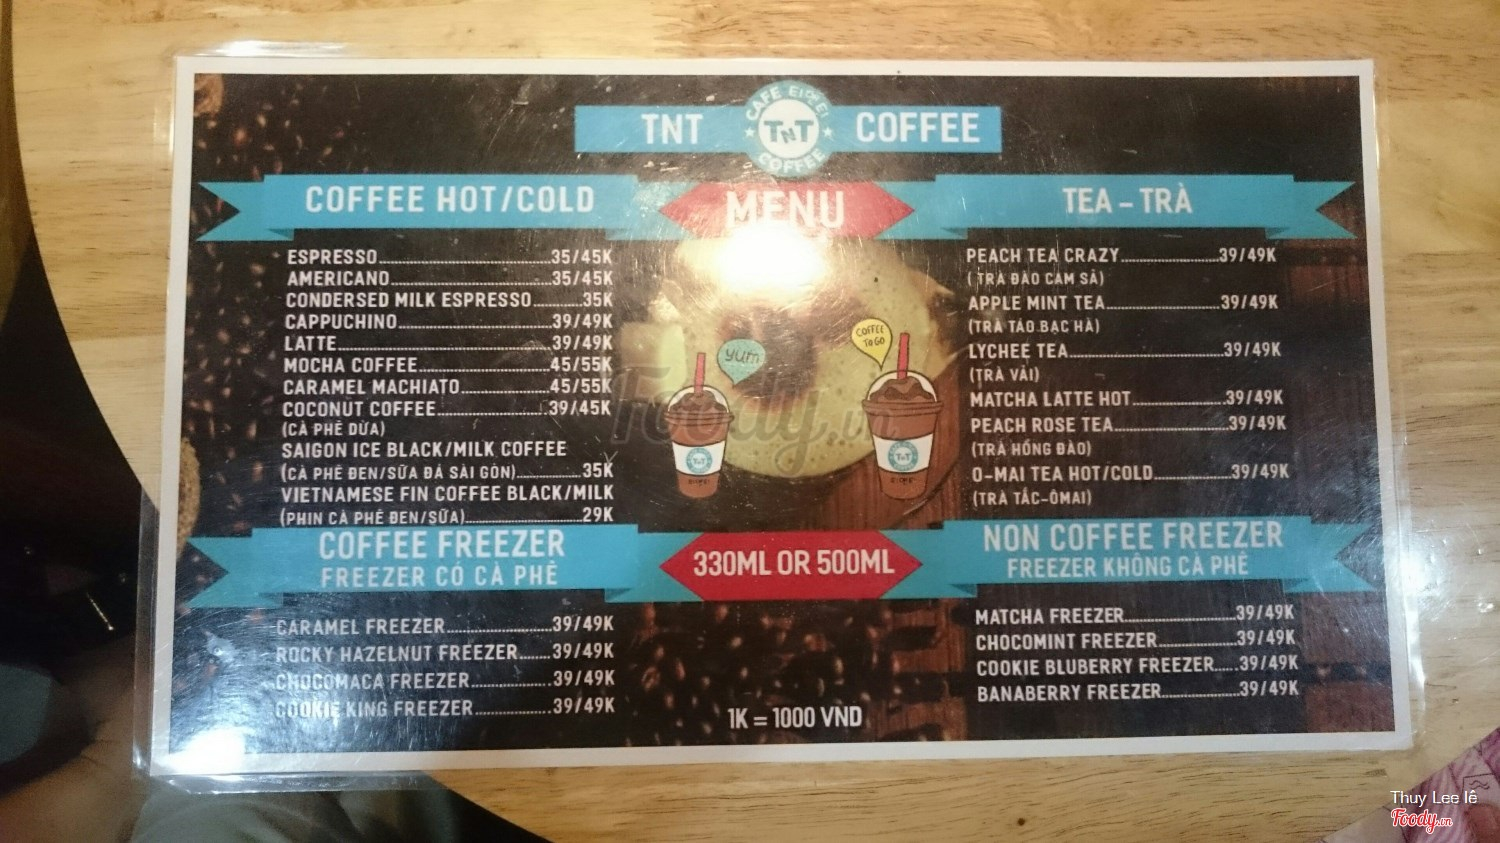 TNT COFFEE
CAFE
TNT
COFFEE
MENU
COFFEE HOT/COLD
ESPRESSO 35/45K
AMERICANO 35/45K
CONDERSED MILK ESPRESSO 35K
CAPPUCHINO 39/49K
LATTE 39/49K
MOCHA COFFEE 45/55K
CARAMEL MACHIATO 45/55K
COCONUT COFFEE 39/45K
(CÀ PHÊ DỪA)
SAIGON ICE BLACK/MILK COFFEE
(CÀ PHÊ ĐEN/SỮA ĐÁ SÀI GÒN) 35K
VIETNAMESE FIN COFFEE BLACK/MILK
(PHIN CÀ PHÊ ĐEN/SỮA) 29K
TEA – TRÀ
PEACH TEA CRAZY 39/49K
( TRÀ ĐÀO CAM SẢ)
APPLE MINT TEA 39/49K
(TRÀ TÁO BẠC HÀ)
LYCHEE TEA 39/49K
(TRÀ VẢI)
MATCHA LATTE HOT 39/49K
PEACH ROSE TEA 39/49K
(TRÀ HỒNG ĐÀO)
O-MAI TEA HOT/COLD 39/49K
(TRÀ TẮC-ÔMAI)
yum
COFFEE
TO GO
TNT
TNT
330ML OR 500ML
COFFEE FREEZER
FREEZER CÓ CÀ PHÊ
CARAMEL FREEZER 39/49K
ROCKY HAZELNUT FREEZER 39/49K
CHOCOMACA FREEZER 39/49K
COOKIE KING FREEZER 39/49K
NON COFFEE FREEZER
FREEZER KHÔNG CÀ PHÊ
MATCHA FREEZER 39/49K
CHOCOMINT FREEZER 39/49K
COOKIE BLUBERRY FREEZER 39/49K
BANABERRY FREEZER 39/49K
1K = 1000 VND
Foody.vn
Thuy Lee lê
Foody.vn